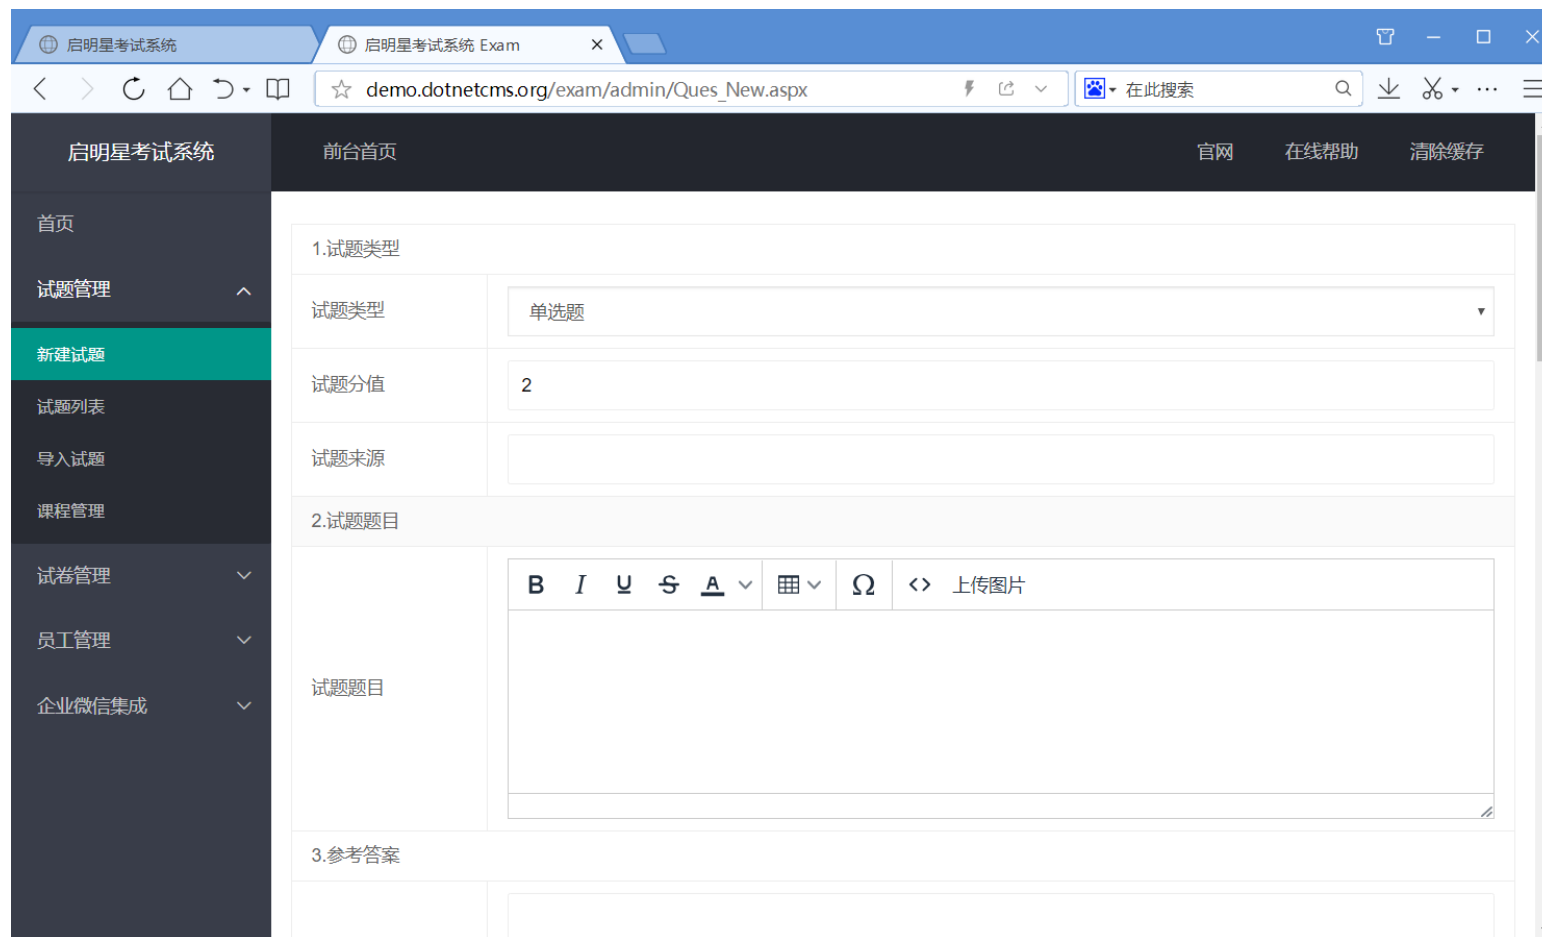 启明星考试系统
启明星考试系统 Exam
demo.dotnetcms.org/exam/admin/Ques_New.aspx
在此搜索
启明星考试系统
前台首页
官网
在线帮助
清除缓存
首页
试题管理
新建试题
试题列表
导入试题
课程管理
试卷管理
员工管理
企业微信集成
1.试题类型
试题类型
单选题
试题分值
2
试题来源
2.试题题目
B I U S A Ω <> 上传图片
试题题目
3.参考答案